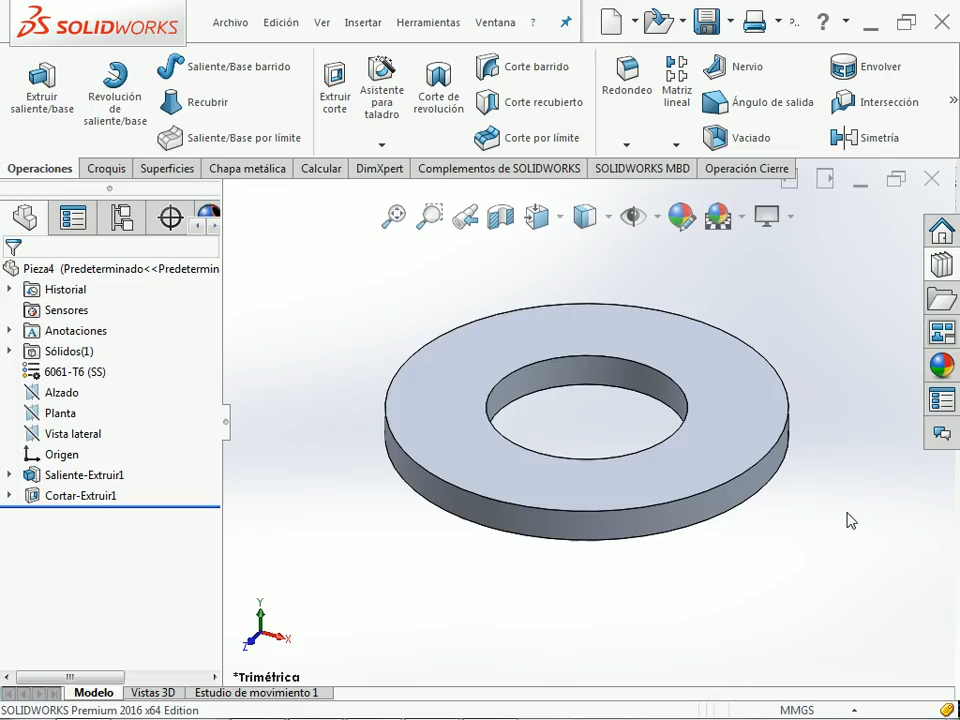 SOLIDWORKS
Archivo Edición Ver Insertar Herramientas Ventana ?
P.. ?
Extruir saliente/base
Revolución de saliente/base
Saliente/Base barrido
Recubrir
Saliente/Base por límite
Extruir corte
Asistente para taladro
Corte de revolución
Corte barrido
Corte recubierto
Corte por límite
Redondeo
Matriz lineal
Nervio
Ángulo de salida
Vaciado
Envolver
Intersección
Simetría
Operaciones Croquis Superficies Chapa metálica Calcular DimXpert Complementos de SOLIDWORKS SOLIDWORKS MBD Operación Cierre
Pieza4 (Predeterminado<<Predetermin
Historial
Sensores
Anotaciones
Sólidos(1)
6061-T6 (SS)
Alzado
Planta
Vista lateral
Origen
Saliente-Extruir1
Cortar-Extruir1
Y
X
Z
*Trimétrica
Modelo Vistas 3D Estudio de movimiento 1
SOLIDWORKS Premium 2016 x64 Edition MMGS